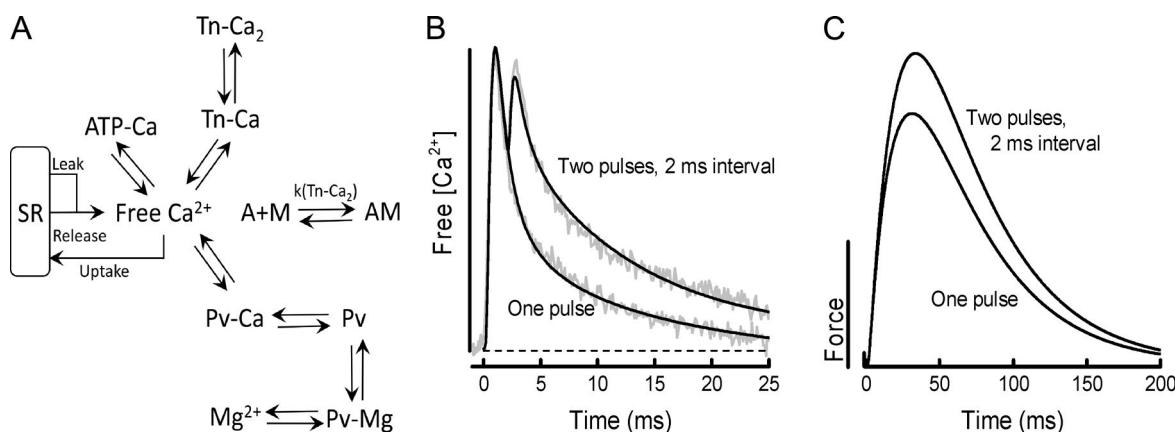 A
Tn-Ca2
ATP-Ca
Tn-Ca
Leak
SR
Free Ca2+
Release
Uptake
A+M
k(Tn-Ca2)
AM
Pv-Ca
Pv
Mg2+
Pv-Mg
B
Free [Ca2+]
Two pulses, 2 ms interval
One pulse
0 5 10 15 20 25
Time (ms)
C
Force
Two pulses,
2 ms interval
One pulse
0 50 100 150 200
Time (ms)